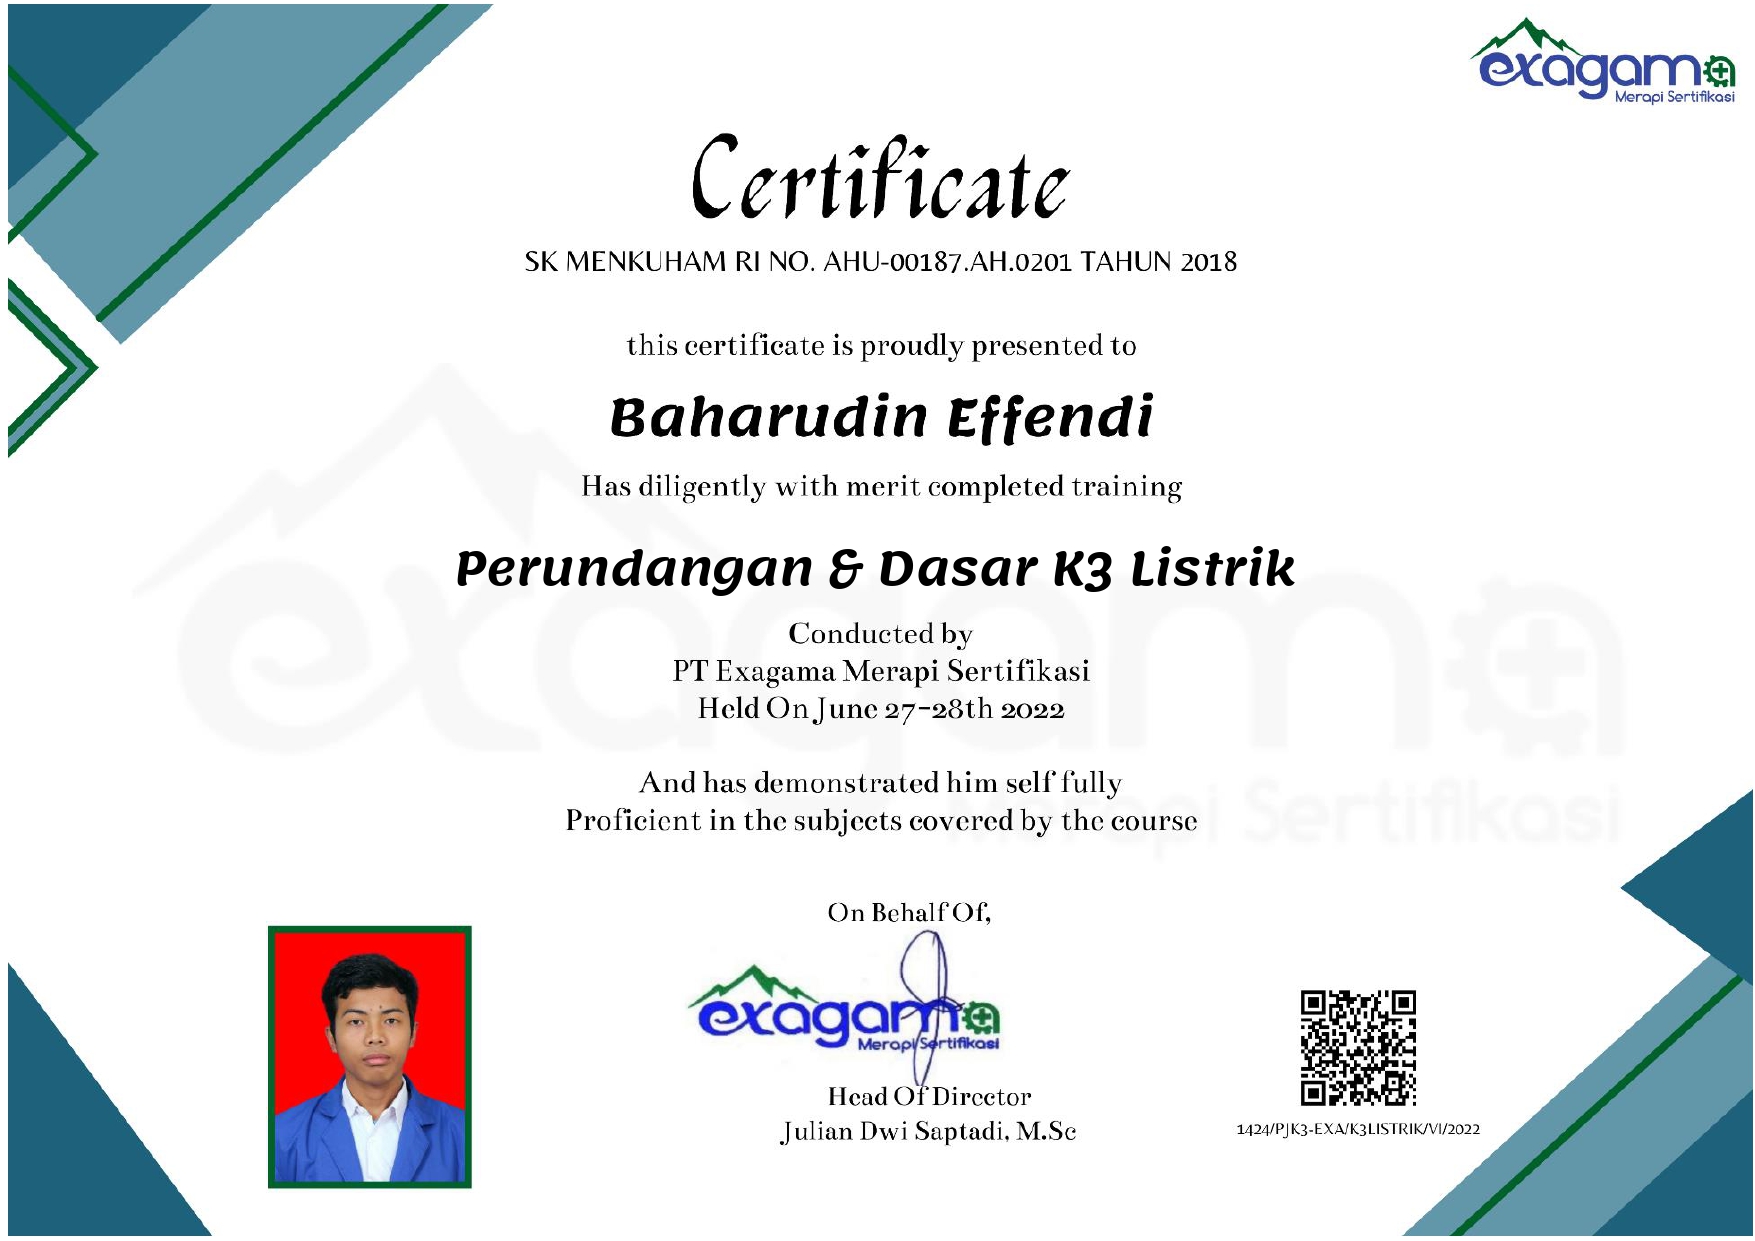 exagama
Merapi Sertifikasi
Certificate
SK MENKUHAM RI NO. AHU-00187.AH.0201 TAHUN 2018
this certificate is proudly presented to
Baharudin Effendi
Has diligently with merit completed training
Perundangan & Dasar K3 Listrik
Conducted by
PT Exagama Merapi Sertifikasi
Held On June 27-28th 2022
And has demonstrated him self fully
Proficient in the subjects covered by the course
exagama
Merapi Sertifikasi
On Behalf Of,
exagama
Merapi Sertifikasi
Head Of Director
Julian Dwi Saptadi, M.Sc
1424/PJK3-EXA/K3LISTRIK/VI/2022